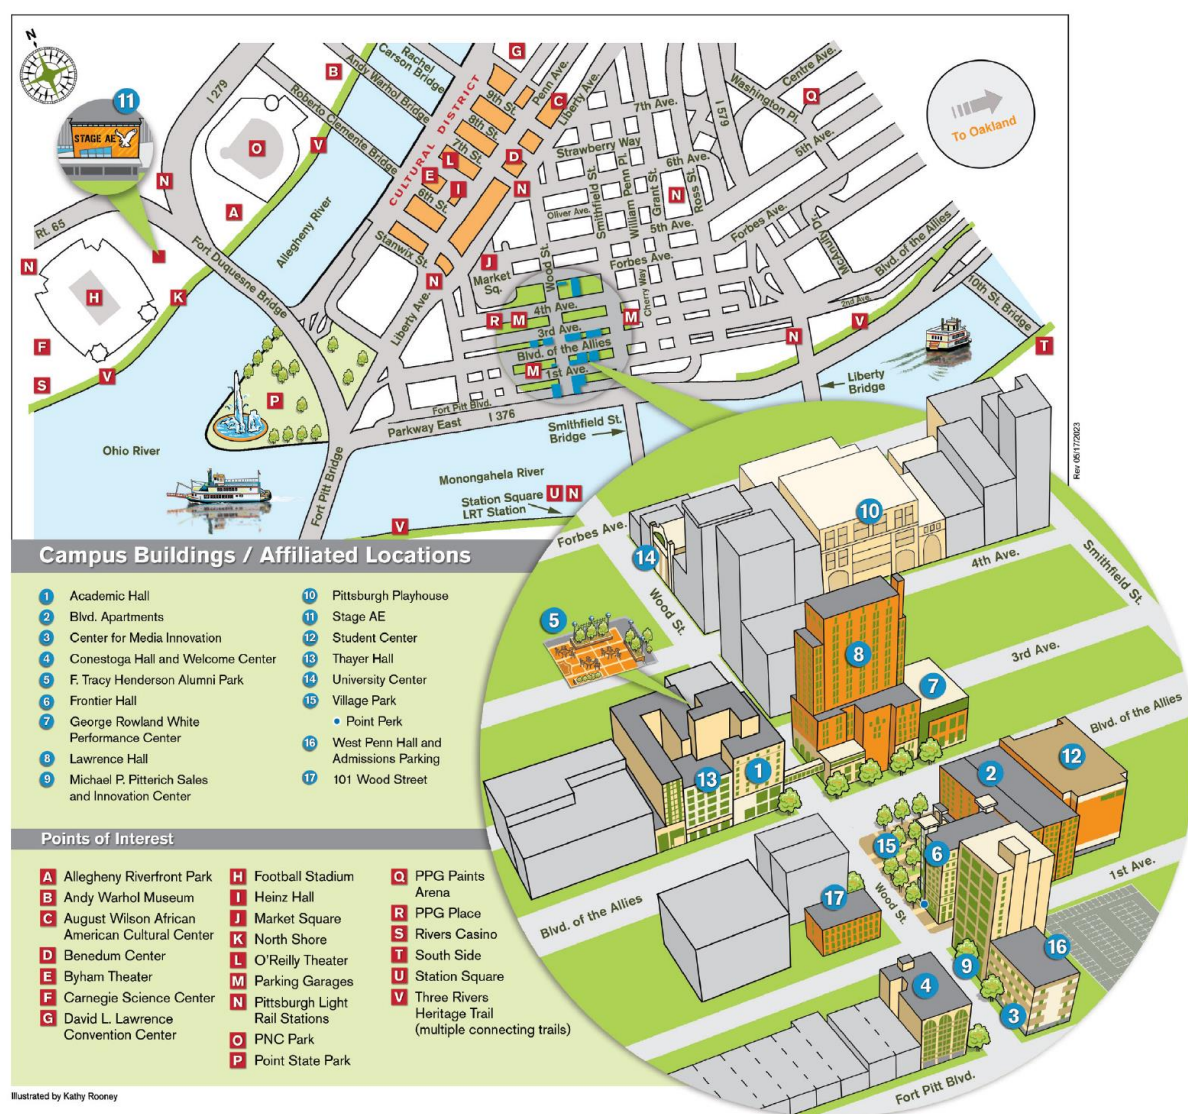 N
11
STAGE AE
Rt. 65
I 279
Roberto Clemente Bridge
Andy Warhol Bridge
Rachel
Carson Bridge
Fort Duquesne Bridge
Allegheny River
CULTURAL DISTRICT
9th St.
8th St.
7th St.
6th St.
Stanwix St.
Penn Ave.
Liberty Ave.
Liberty Ave.
Strawberry Way
7th Ave.
6th Ave.
5th Ave.
Oliver Ave.
Smithfield St.
William Penn Pl.
Grant St.
Ross St.
I 579
Washington Pl.
Centre Ave.
5th Ave.
Forbes Ave.
Forbes Ave.
McAnulty Dr.
Blvd. of the Allies
2nd Ave.
10th St. Bridge
Cherry Way
Wood St.
Market
Sq.
4th Ave.
3rd Ave.
Blvd. of the Allies
1st Ave.
Fort Pitt Blvd.
Parkway East
I 376
Smithfield St.
Bridge
Liberty
Bridge
Ohio River
Monongahela River
Station Square
LRT Station
Fort Pitt Bridge
To Oakland
A
B
C
D
E
F
G
H
I
J
K
L
M
M
M
N
N
N
N
N
N
N
O
P
Q
R
S
T
U
V
V
V
V
Rev 05/17/2023
Campus Buildings / Affiliated Locations
1 Academic Hall
2 Blvd. Apartments
3 Center for Media Innovation
4 Conestoga Hall and Welcome Center
5 F. Tracy Henderson Alumni Park
6 Frontier Hall
7 George Rowland White
Performance Center
8 Lawrence Hall
9 Michael P. Pitterich Sales
and Innovation Center
10 Pittsburgh Playhouse
11 Stage AE
12 Student Center
13 Thayer Hall
14 University Center
15 Village Park
Point Perk
16 West Penn Hall and
Admissions Parking
17 101 Wood Street
Points of Interest
A Allegheny Riverfront Park
B Andy Warhol Museum
C August Wilson African
American Cultural Center
D Benedum Center
E Byham Theater
F Carnegie Science Center
G David L. Lawrence
Convention Center
H Football Stadium
I Heinz Hall
J Market Square
K North Shore
L O'Reilly Theater
M Parking Garages
N Pittsburgh Light
Rail Stations
O PNC Park
P Point State Park
Q PPG Paints
Arena
R PPG Place
S Rivers Casino
T South Side
U Station Square
V Three Rivers
Heritage Trail
(multiple connecting trails)
Forbes Ave.
Wood St.
4th Ave.
Smithfield St.
3rd Ave.
Blvd. of the Allies
Blvd. of the Allies
Wood St.
1st Ave.
Fort Pitt Blvd.
10
14
5
8
7
13
1
2
12
15
6
17
9
16
4
3
Illustrated by Kathy Rooney